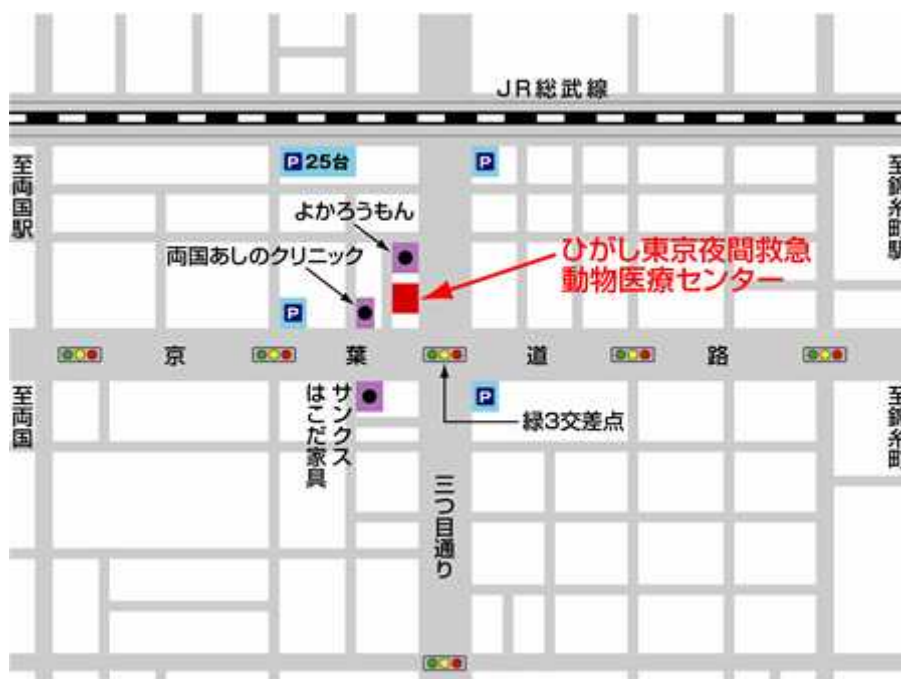 JR総武線
至両国駅
P25台
P
至錦糸町駅
よかろうもん
両国あしのクリニック
ひがし東京夜間救急
動物医療センター
P
京葉道路
至両国
サンクス
はこだ家具
P
緑3交差点
至錦糸町
三つ目通り